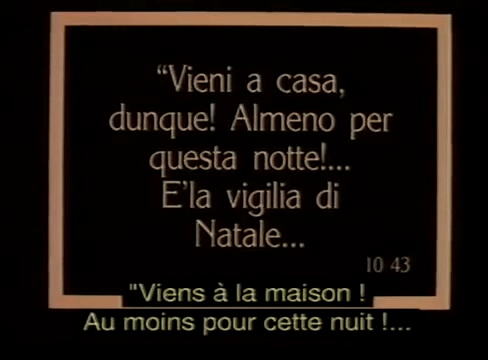 “Vieni a casa,
dunque! Almeno per
questa notte!...
E'la vigilia di
Natale...
10 43
"Viens à la maison !
Au moins pour cette nuit !...